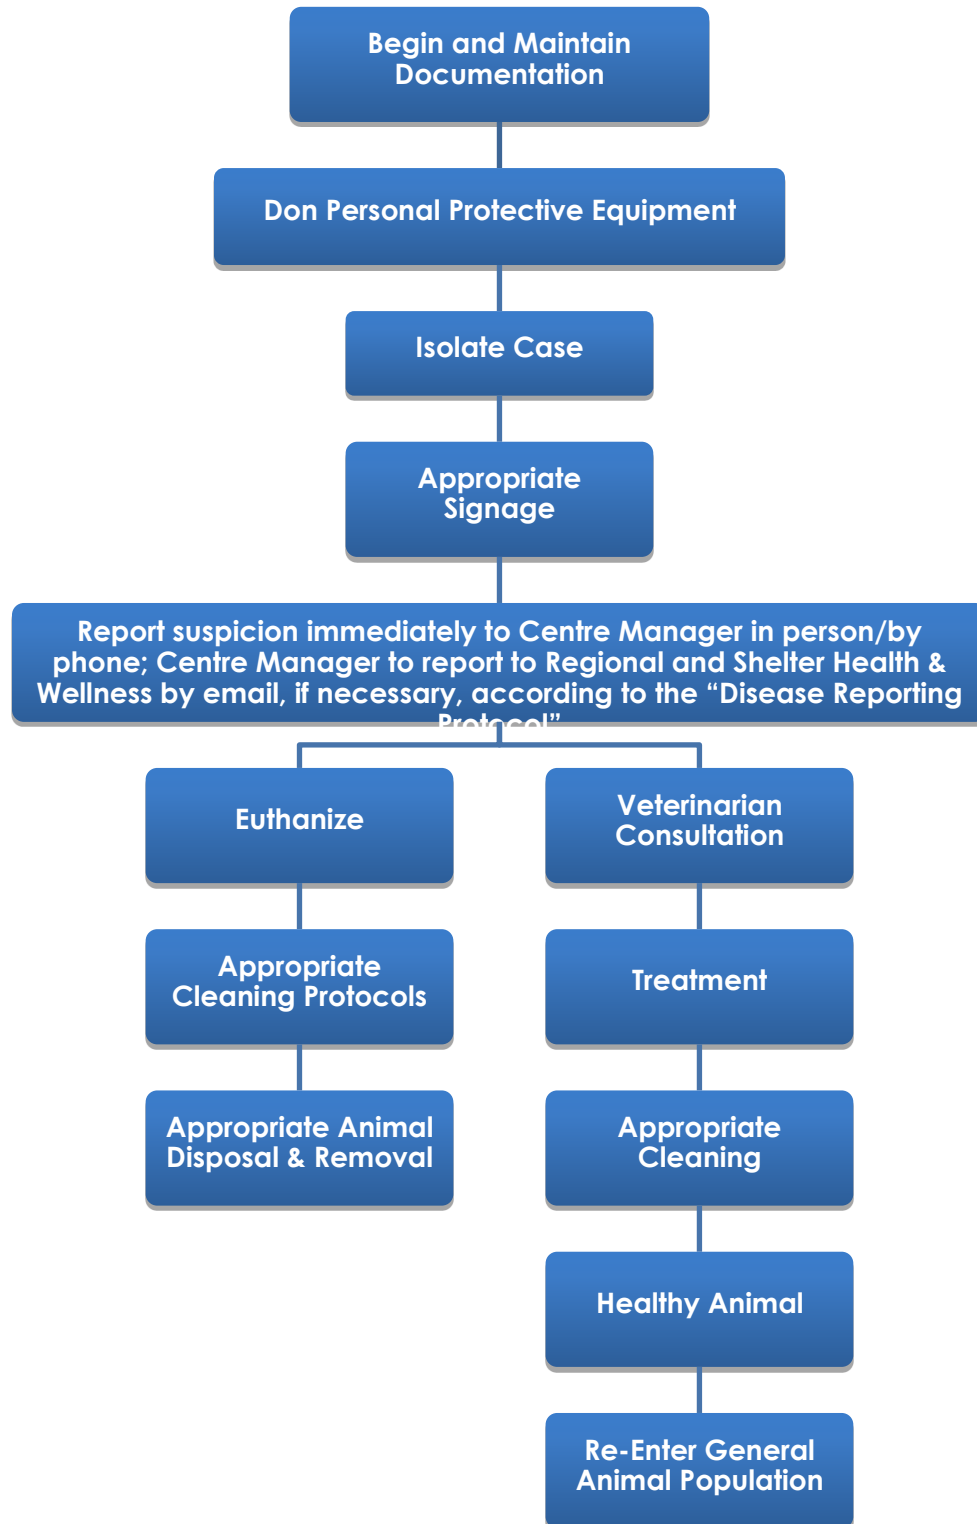 Begin and Maintain
Documentation
Don Personal Protective Equipment
Isolate Case
Appropriate
Signage
Report suspicion immediately to Centre Manager in person/by
phone; Centre Manager to report to Regional and Shelter Health &
Wellness by email, if necessary, according to the “Disease Reporting
Protocol”
Euthanize
Appropriate
Cleaning Protocols
Appropriate Animal
Disposal & Removal
Veterinarian
Consultation
Treatment
Appropriate
Cleaning
Healthy Animal
Re-Enter General
Animal Population